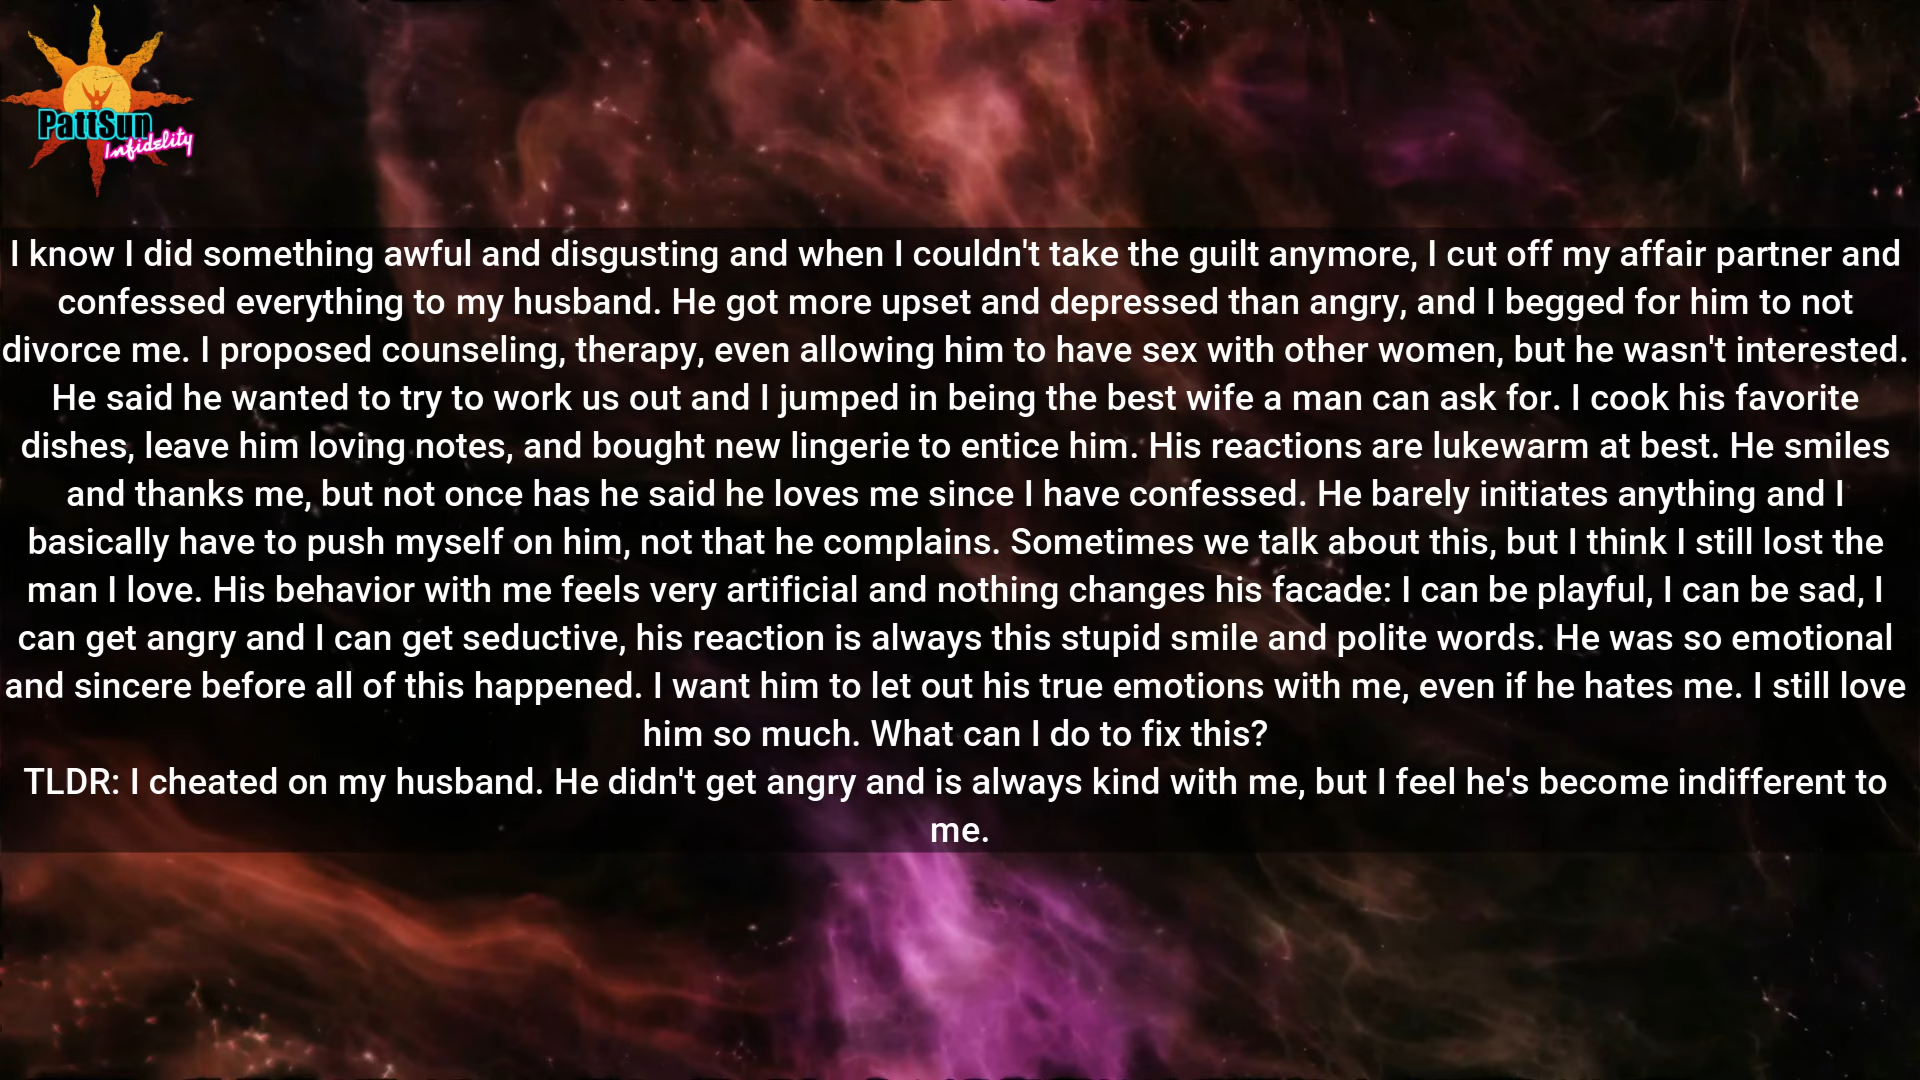 PattSun
Infidelity
I know I did something awful and disgusting and when I couldn't take the guilt anymore, I cut off my affair partner and
confessed everything to my husband. He got more upset and depressed than angry, and I begged for him to not
divorce me. I proposed counseling, therapy, even allowing him to have sex with other women, but he wasn't interested.
He said he wanted to try to work us out and I jumped in being the best wife a man can ask for. I cook his favorite
dishes, leave him loving notes, and bought new lingerie to entice him. His reactions are lukewarm at best. He smiles
and thanks me, but not once has he said he loves me since I have confessed. He barely initiates anything and I
basically have to push myself on him, not that he complains. Sometimes we talk about this, but I think I still lost the
man I love. His behavior with me feels very artificial and nothing changes his facade: I can be playful, I can be sad, I
can get angry and I can get seductive, his reaction is always this stupid smile and polite words. He was so emotional
and sincere before all of this happened. I want him to let out his true emotions with me, even if he hates me. I still love
him so much. What can I do to fix this?
TLDR: I cheated on my husband. He didn't get angry and is always kind with me, but I feel he's become indifferent to
me.